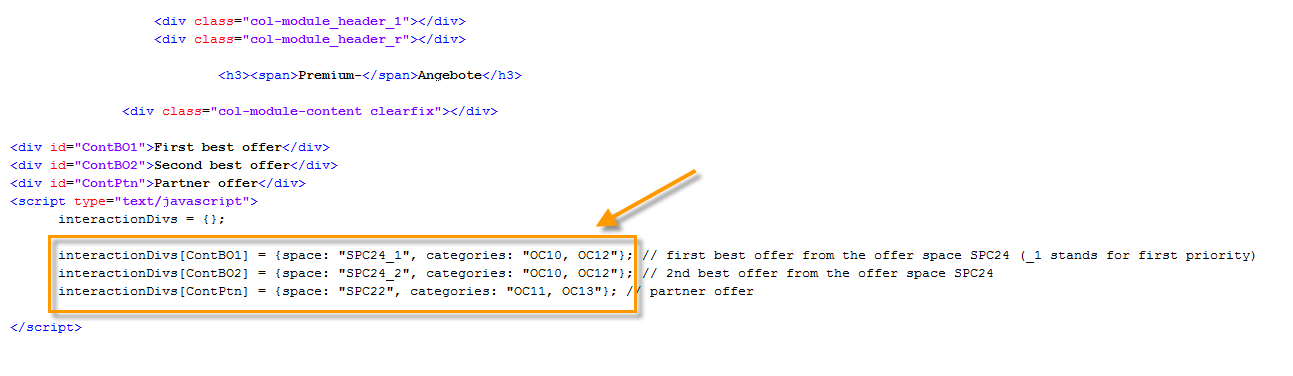 <div class="col-module_header_1"></div>
<div class="col-module_header_r"></div>
<h3><span>Premium-</span>Angebote</h3>
<div class="col-module-content clearfix"></div>
<div id="ContBO1">First best offer</div>
<div id="ContBO2">Second best offer</div>
<div id="ContPtn">Partner offer</div>
<script type="text/javascript">
interactionDivs = {};
interactionDivs[ContBO1] = {space: "SPC24_1", categories: "OC10, OC12"}; // first best offer from the offer space SPC24 (_1 stands for first priority)
interactionDivs[ContBO2] = {space: "SPC24_2", categories: "OC10, OC12"}; // 2nd best offer from the offer space SPC24
interactionDivs[ContPtn] = {space: "SPC22", categories: "OC11, OC13"}; // partner offer
</script>